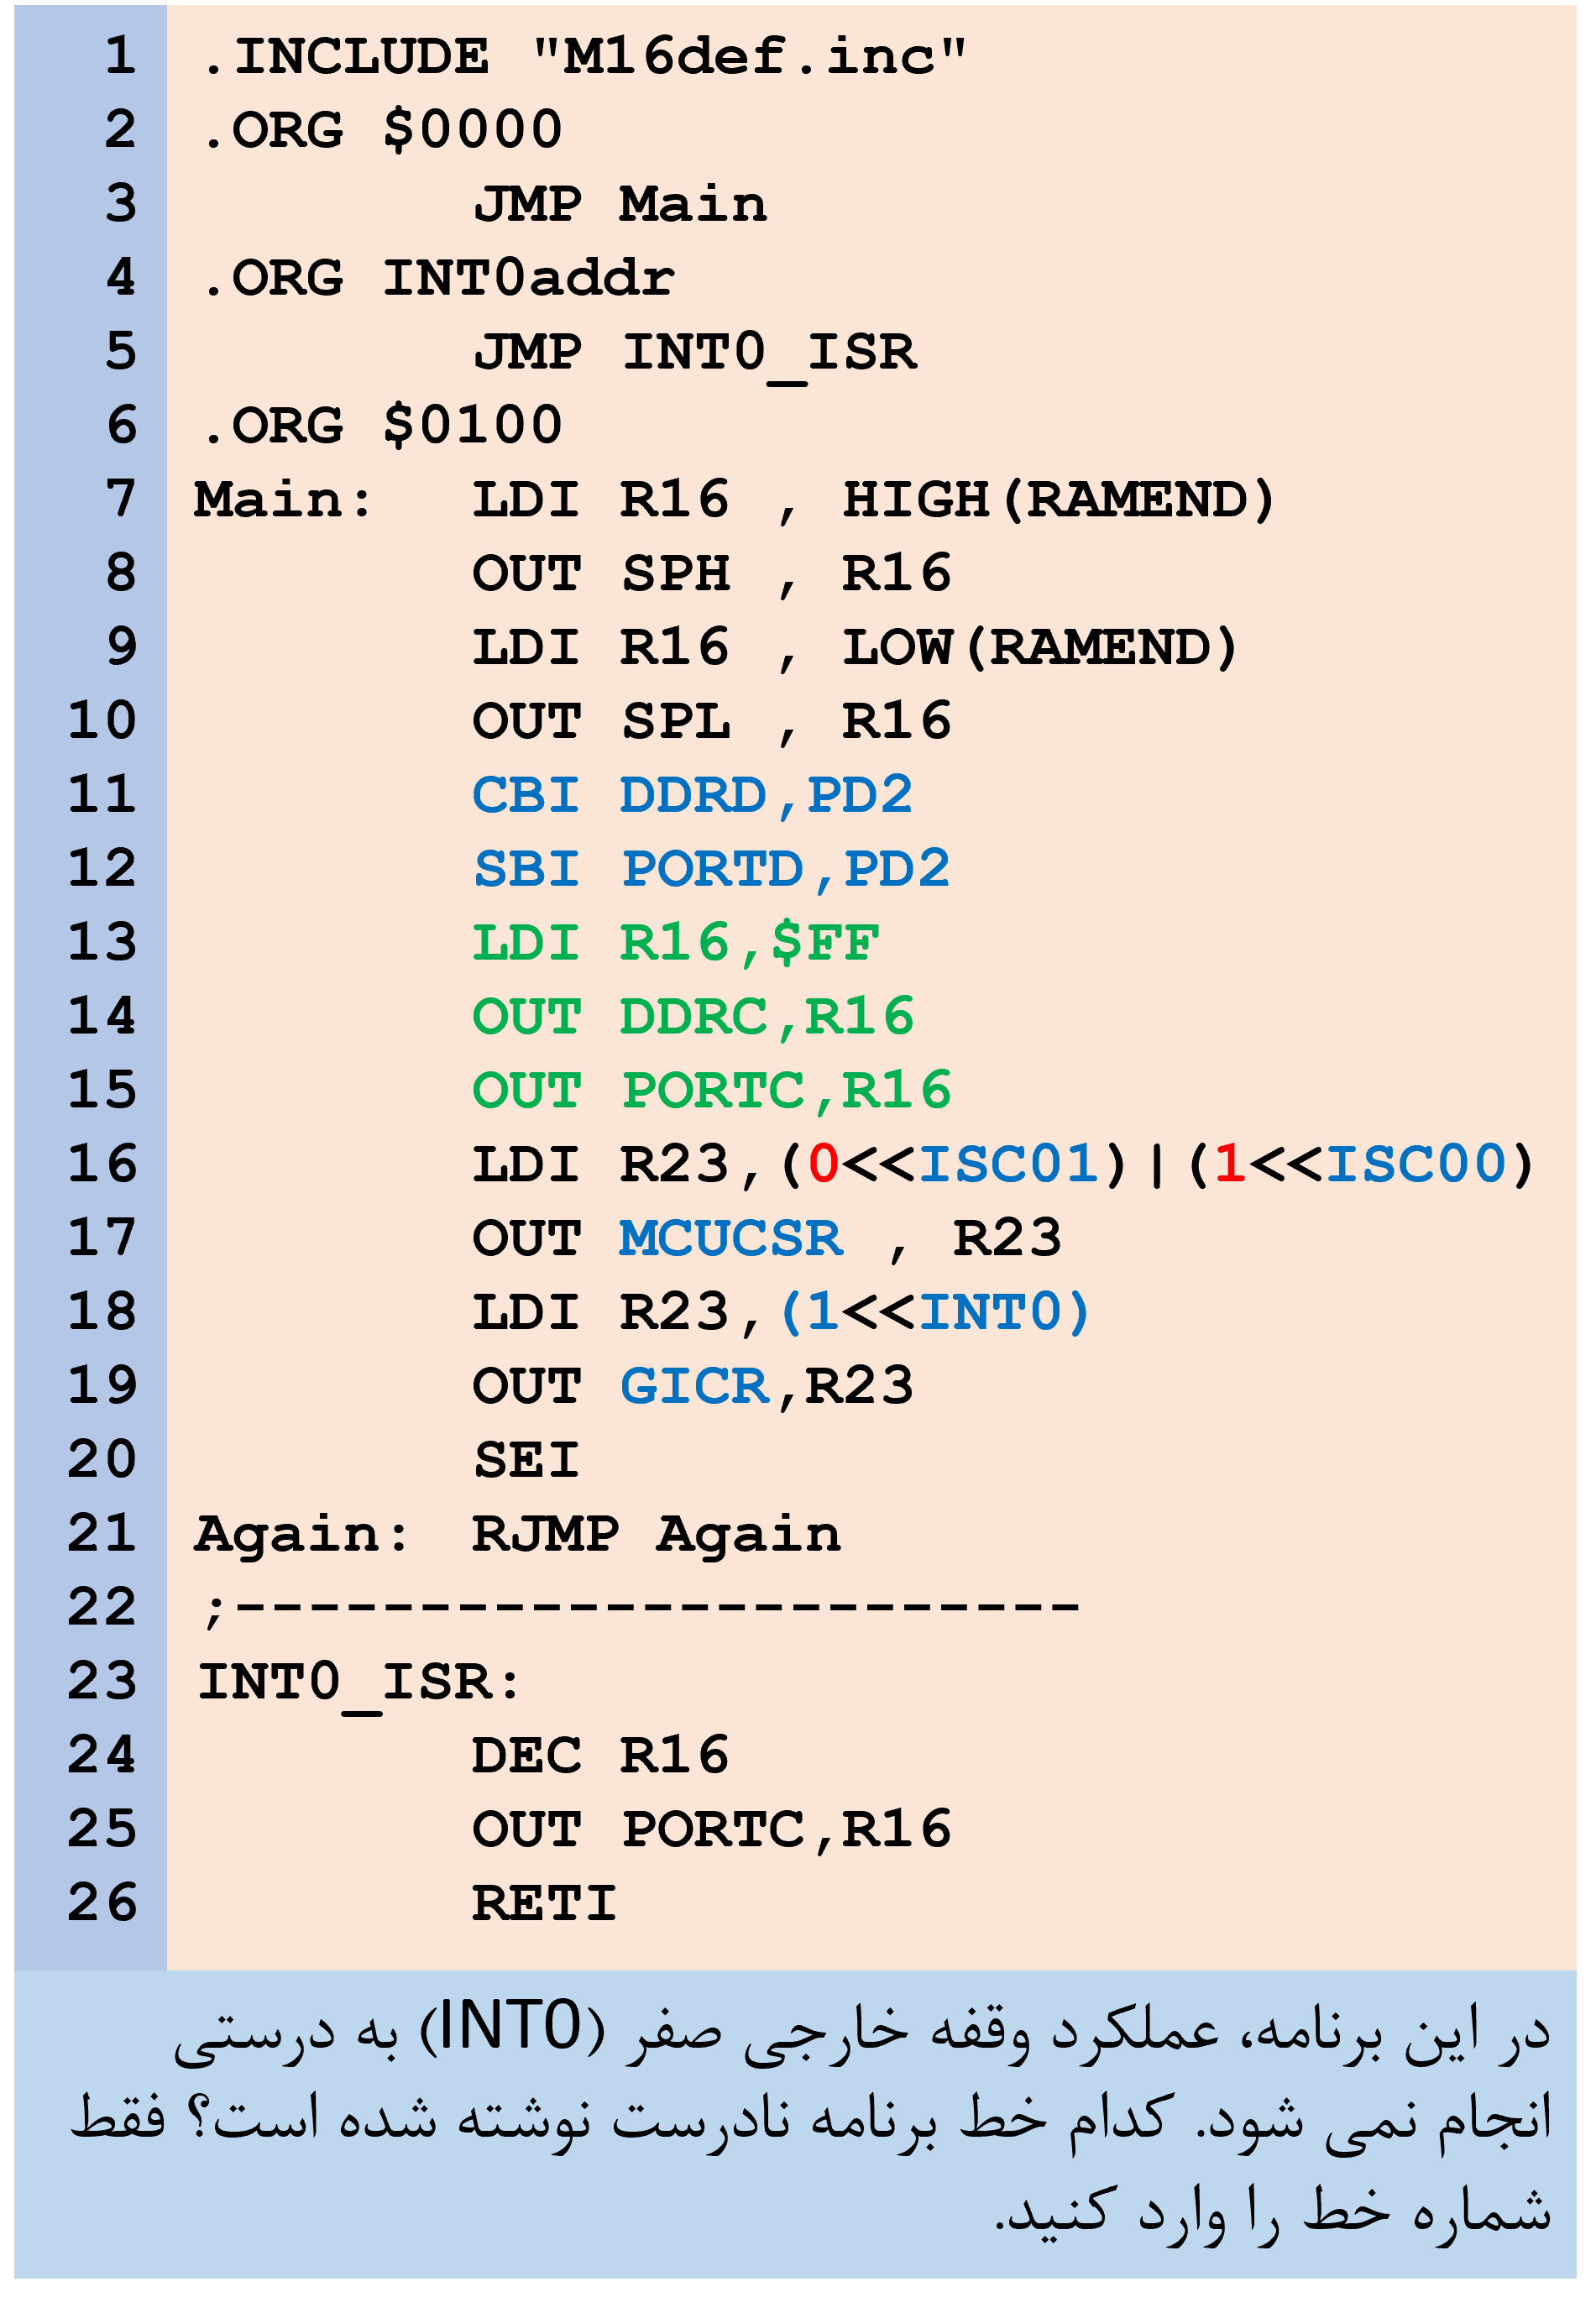 1 .INCLUDE "M16def.inc"
2 .ORG $0000
3 JMP Main
4 .ORG INT0addr
5 JMP INT0_ISR
6 .ORG $0100
7 Main: LDI R16 , HIGH(RAMEND)
8 OUT SPH , R16
9 LDI R16 , LOW(RAMEND)
10 OUT SPL , R16
11 CBI DDRD,PD2
12 SBI PORTD,PD2
13 LDI R16,$FF
14 OUT DDRC,R16
15 OUT PORTC,R16
16 LDI R23,(0<<ISC01)|(1<<ISC00)
17 OUT MCUCSR , R23
18 LDI R23,(1<<INT0)
19 OUT GICR,R23
20 SEI
21 Again: RJMP Again
22 ;-----------------------
23 INT0_ISR:
24 DEC R16
25 OUT PORTC,R16
26 RETI
در این برنامه، عملکرد وقفه خارجی صفر (INT0) به درستی
انجام نمی شود. کدام خط برنامه نادرست نوشته شده است؟ فقط
شماره خط را وارد کنید.